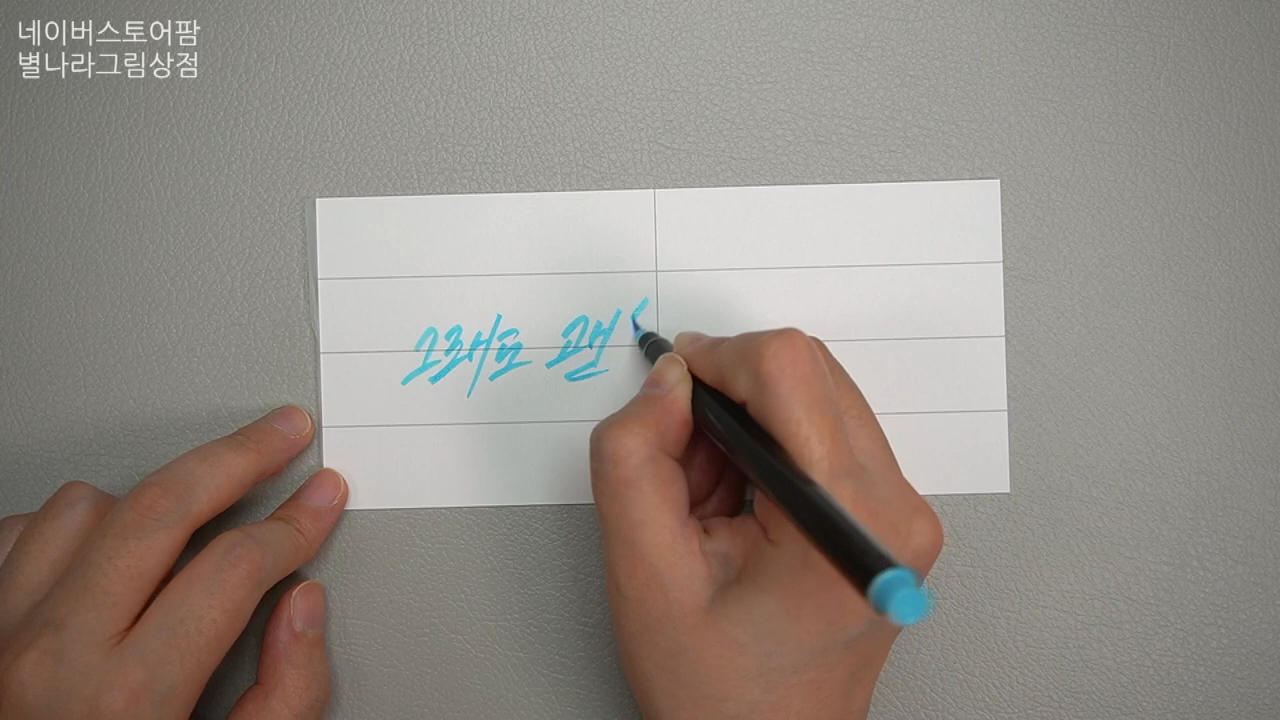 네이버스토어팜
별나라그림상점
그래도 괜